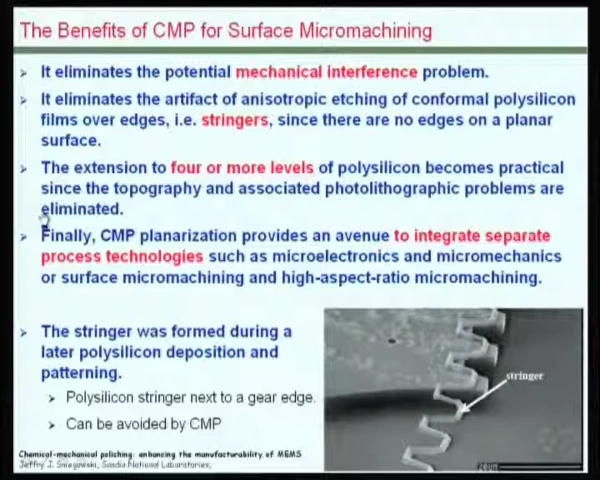 The Benefits of CMP for Surface Micromachining
It eliminates the potential mechanical interference problem.
It eliminates the artifact of anisotropic etching of conformal polysilicon
films over edges, i.e. stringers, since there are no edges on a planar
surface.
The extension to four or more levels of polysilicon becomes practical
since the topography and associated photolithographic problems are
eliminated.
Finally, CMP planarization provides an avenue to integrate separate
process technologies such as microelectronics and micromechanics
or surface micromachining and high-aspect-ratio micromachining.
The stringer was formed during a
later polysilicon deposition and
patterning.
Polysilicon stringer next to a gear edge.
Can be avoided by CMP
stringer
Chemical-mechanical polishing: enhancing the manufacturability of MEMS
Jeffry J. Sniegowski, Sandia National Laboratories,